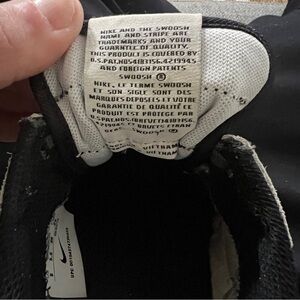 NIKE AND THE SWOOSH
NAME AND STRIPE ARE
TRADEMARKS AND YOUR
GUARANTEE OF QUALITY.
THIS PRODUCT IS COVERED BY
U.S.PAT.NOS.4183156.4219945
AND FOREIGN PATENTS
SWOOSH ®
NIKE, LE TERME SWOOSH
ET SON SIGLE SONT DES
MARQUES DEPOSEES ET VOTRE
GARANTIE DE QUALITE CE
PRODUIT EST PROTEGE PAR
VIETNAM
VIETNAM